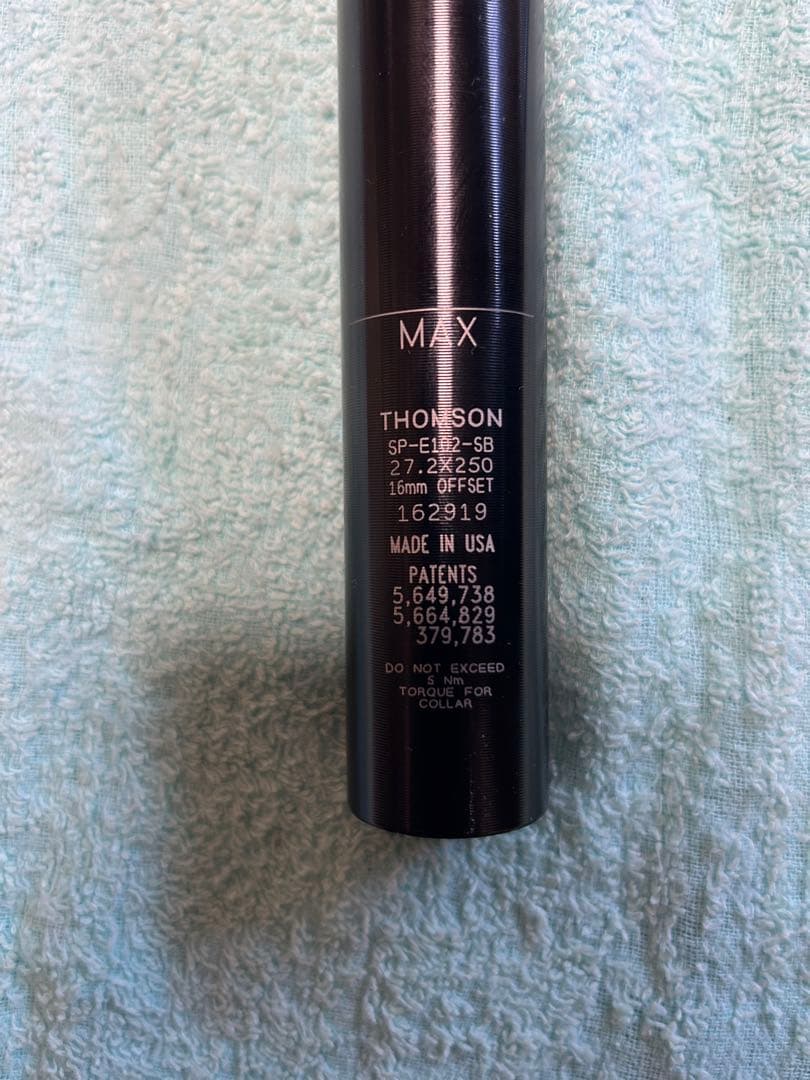 MAX
THOMSON
SP-E102-SB
27.2X250
16mm OFFSET
162919
MADE IN USA
PATENTS
5,649,738
5,664,829
379,783
DO NOT EXCEED
5 Nm
TORQUE FOR
COLLAR